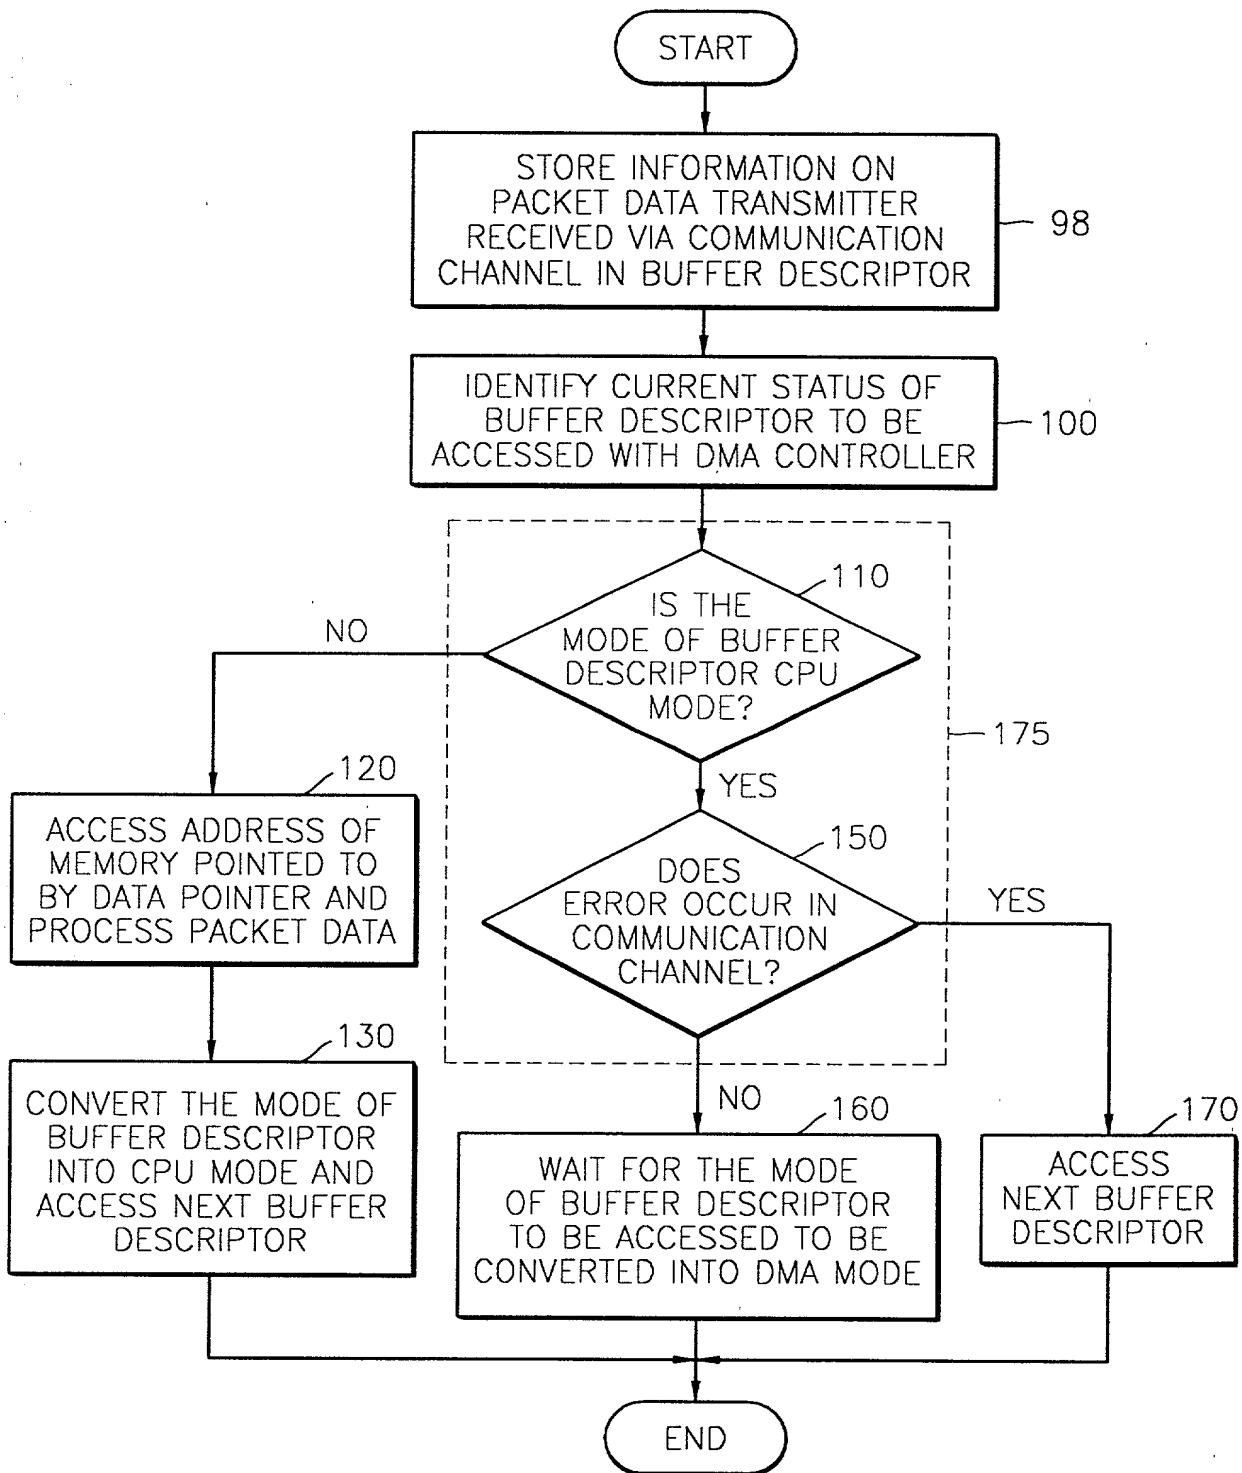 START
STORE INFORMATION ON
PACKET DATA TRANSMITTER
RECEIVED VIA COMMUNICATION
CHANNEL IN BUFFER DESCRIPTOR
98
IDENTIFY CURRENT STATUS OF
BUFFER DESCRIPTOR TO BE
ACCESSED WITH DMA CONTROLLER
100
110
IS THE
MODE OF BUFFER
DESCRIPTOR CPU
MODE?
NO
YES
175
120
ACCESS ADDRESS OF
MEMORY POINTED TO
BY DATA POINTER AND
PROCESS PACKET DATA
150
DOES
ERROR OCCUR IN
COMMUNICATION
CHANNEL?
YES
NO
130
CONVERT THE MODE OF
BUFFER DESCRIPTOR
INTO CPU MODE AND
ACCESS NEXT BUFFER
DESCRIPTOR
160
WAIT FOR THE MODE
OF BUFFER DESCRIPTOR
TO BE ACCESSED TO BE
CONVERTED INTO DMA MODE
170
ACCESS
NEXT BUFFER
DESCRIPTOR
END